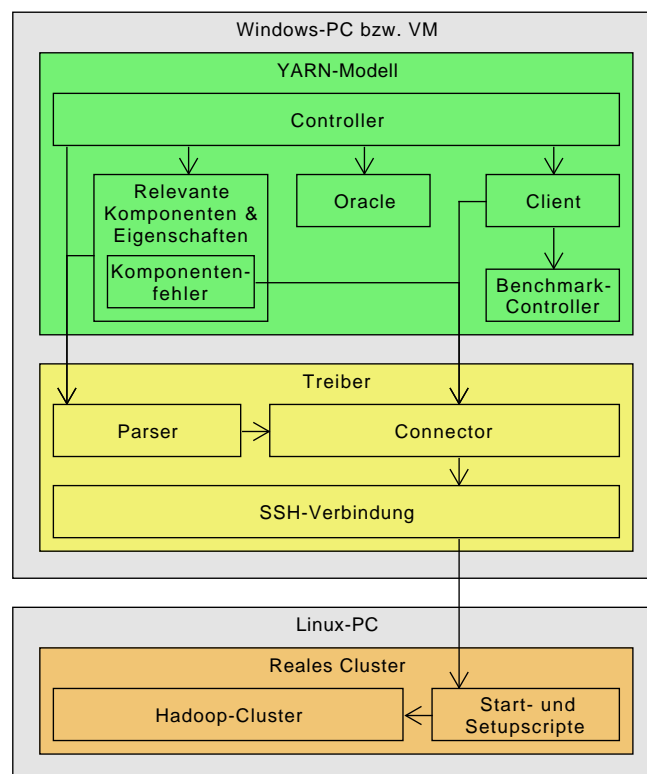 Windows-PC bzw. VM
YARN-Modell
Controller
Relevante
Komponenten &
Eigenschaften
Komponenten-
fehler
Oracle
Client
Benchmark-
Controller
Treiber
Parser
Connector
SSH-Verbindung
Linux-PC
Reales Cluster
Hadoop-Cluster
Start- und
Setupscripte